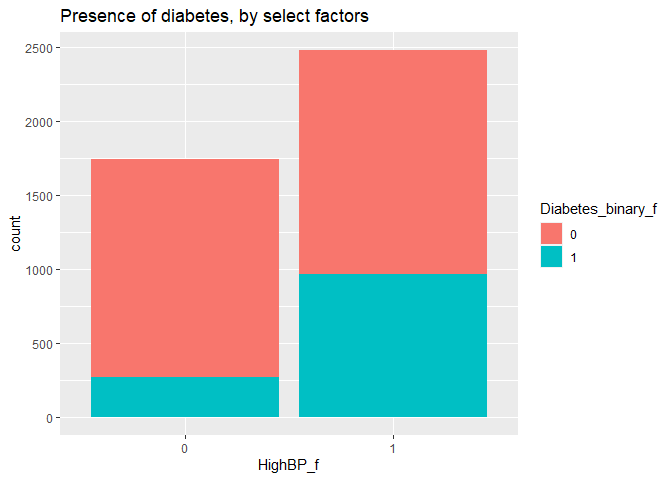 Presence of diabetes, by select factors
2500
2000
1500
1000
500
0
count
0 1
HighBP_f
Diabetes_binary_f
0
1